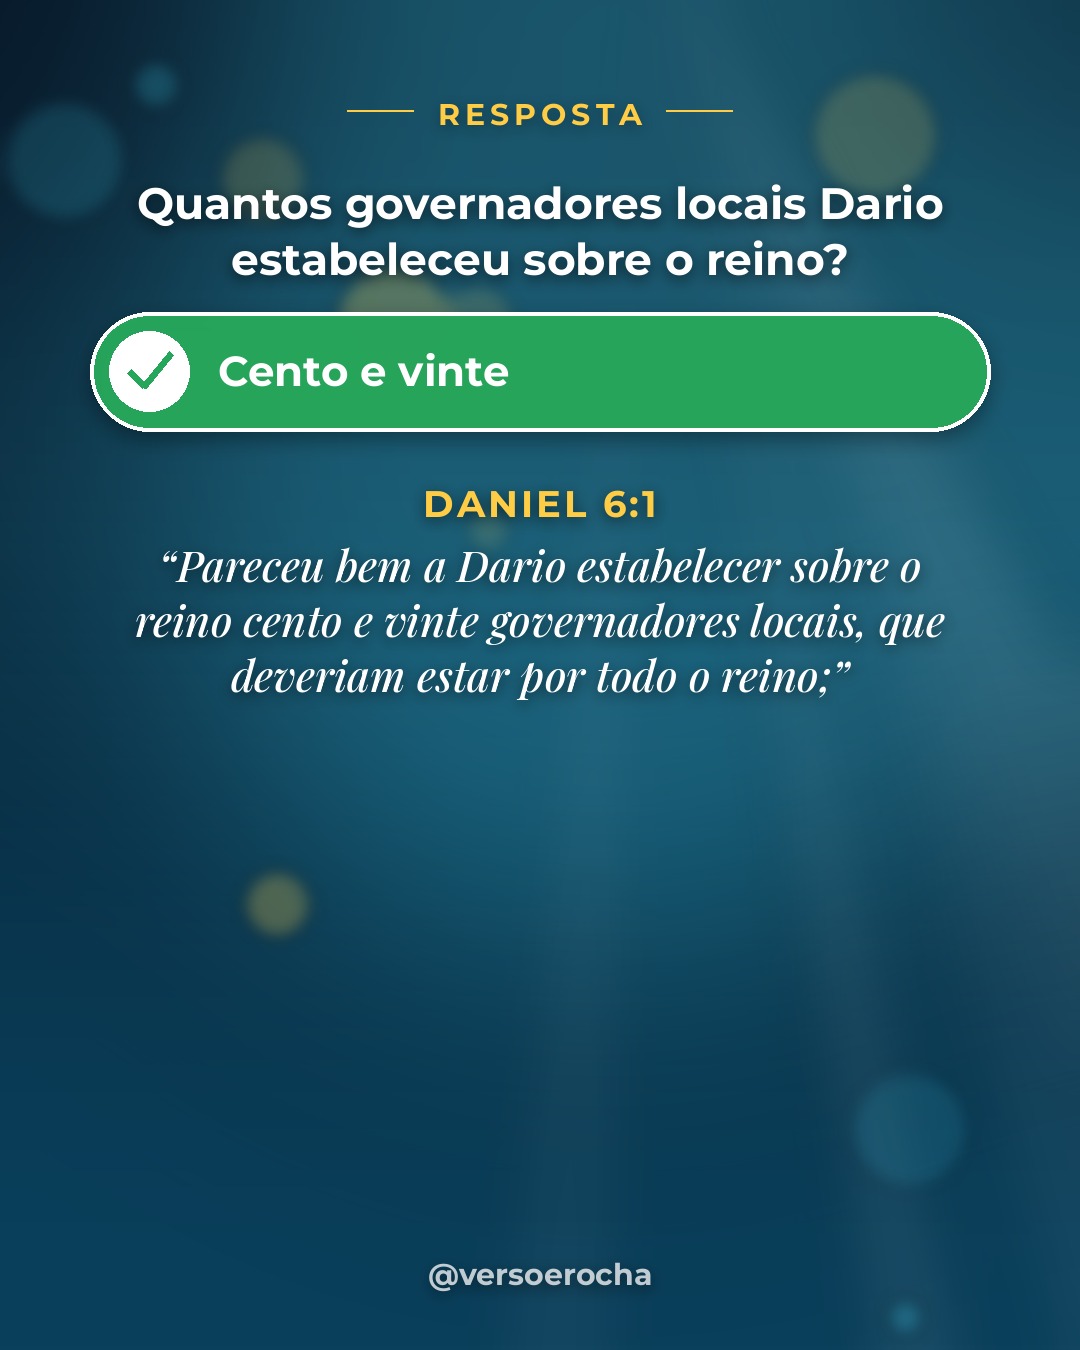 RESPOSTA
Quantos governadores locais Dario
estabeleceu sobre o reino?
Cento e vinte
DANIEL 6:1
“Pareceu bem a Dario estabelecer sobre o
reino cento e vinte governadores locais, que
deveriam estar por todo o reino;”
@versoerocha